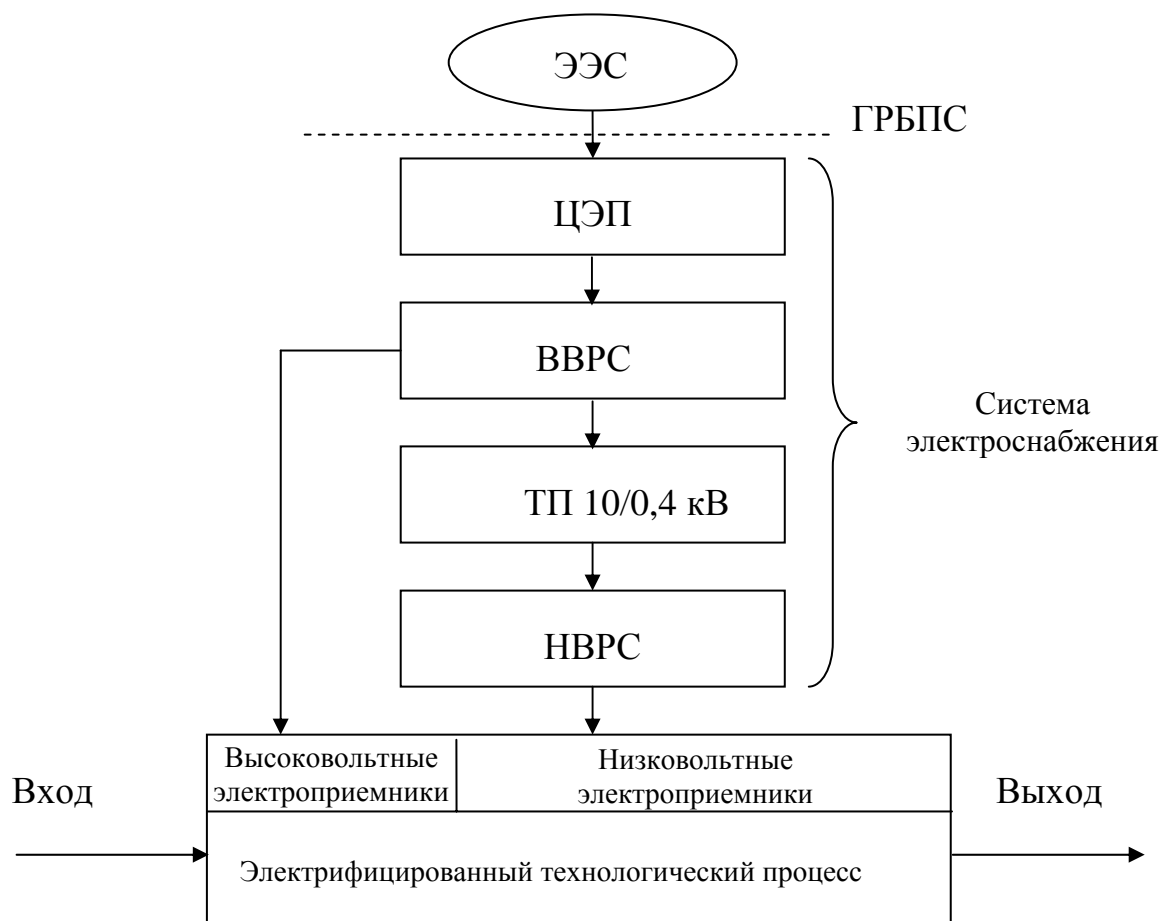 ЭЭС
ГРБПС
ЦЭП
ВВРС
Система
электроснабжения
ТП 10/0,4 кВ
НВРС
Высоковольтные
электроприемники
Низковольтные
электроприемники
Вход
Выход
Электрифицированный технологический процесс